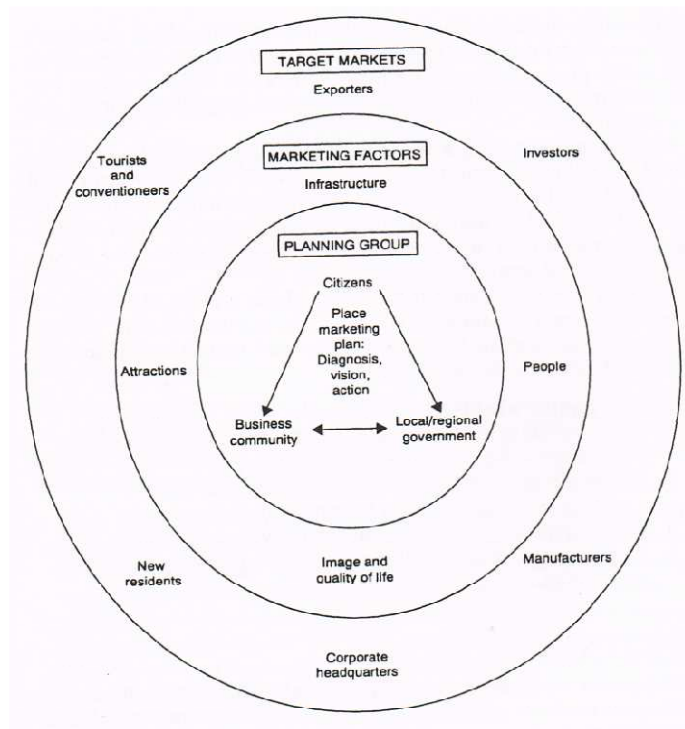 TARGET MARKETS
Exporters
Tourists
and
conventioneers
Investors
MARKETING FACTORS
Infrastructure
PLANNING GROUP
Citizens
Place
marketing
plan:
Diagnosis,
vision,
action
Attractions
People
Business
community
Local/regional
government
Image and
quality of life
New
residents
Manufacturers
Corporate
headquarters